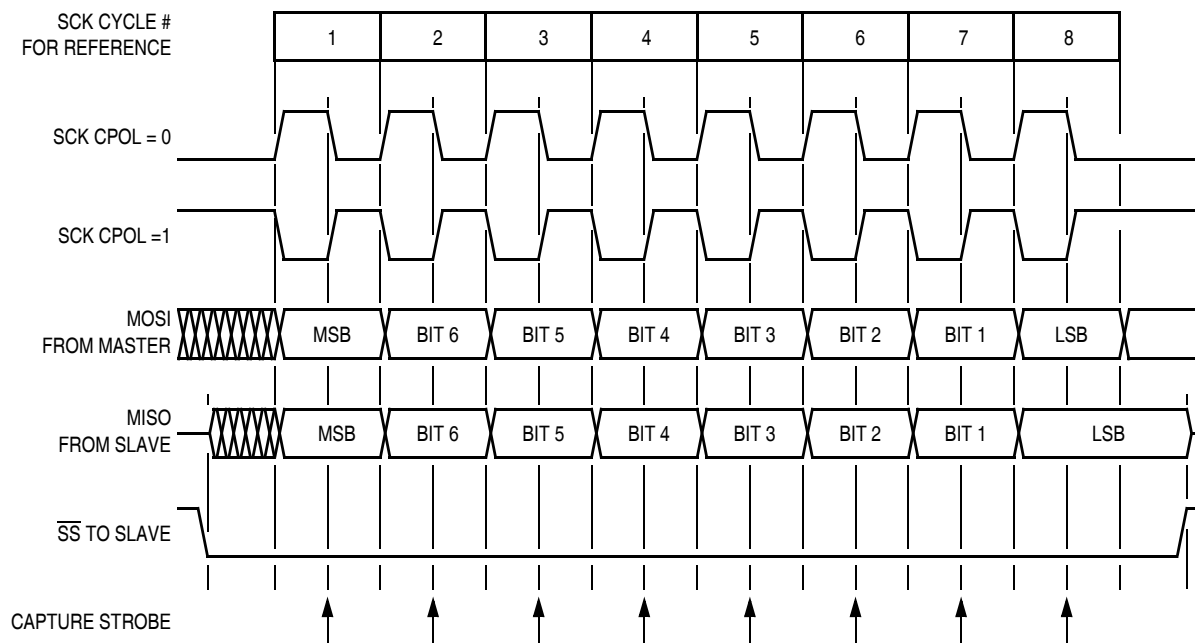 SCK CYCLE #
FOR REFERENCE
1 2 3 4 5 6 7 8
SCK CPOL = 0
SCK CPOL =1
MOSI
FROM MASTER
MSB BIT 6 BIT 5 BIT 4 BIT 3 BIT 2 BIT 1 LSB
MISO
FROM SLAVE
MSB BIT 6 BIT 5 BIT 4 BIT 3 BIT 2 BIT 1 LSB
S̅S̅ TO SLAVE
CAPTURE STROBE